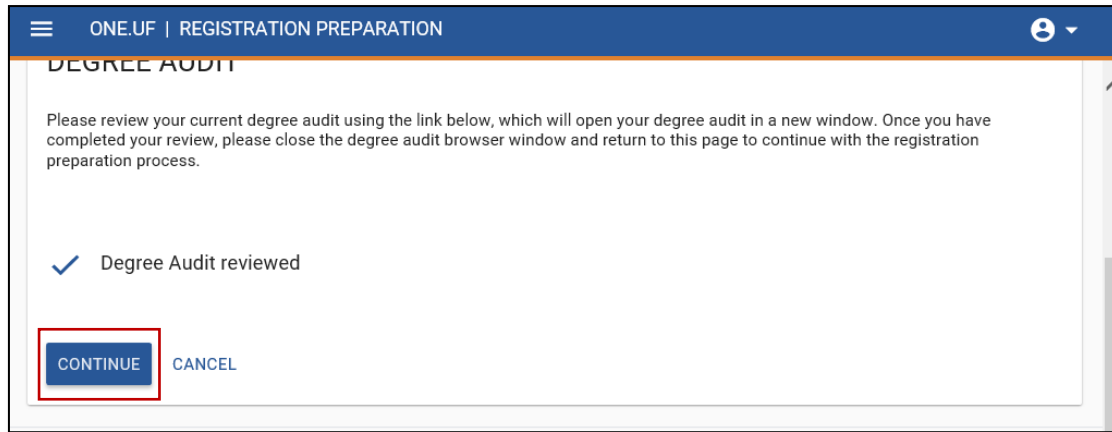 ONE.UF | REGISTRATION PREPARATION
DEGREE AUDIT
Please review your current degree audit using the link below, which will open your degree audit in a new window. Once you have
completed your review, please close the degree audit browser window and return to this page to continue with the registration
preparation process.
Degree Audit reviewed
CONTINUE CANCEL